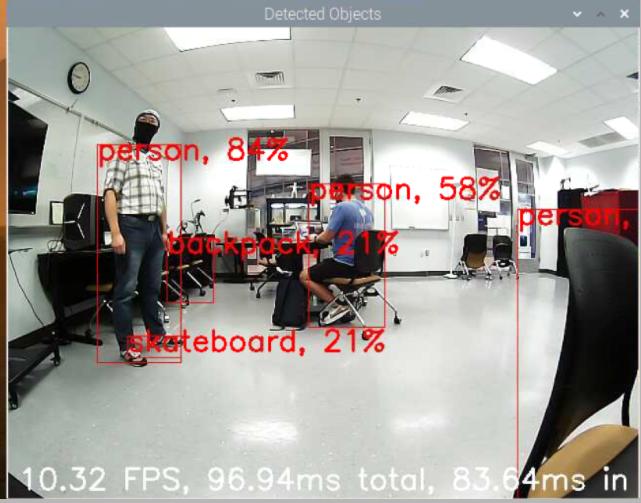 Detected Objects
person, 84%
person, 58%
person,
backpack, 21%
skateboard, 21%
10.32 FPS, 96.94ms total, 83.64ms in